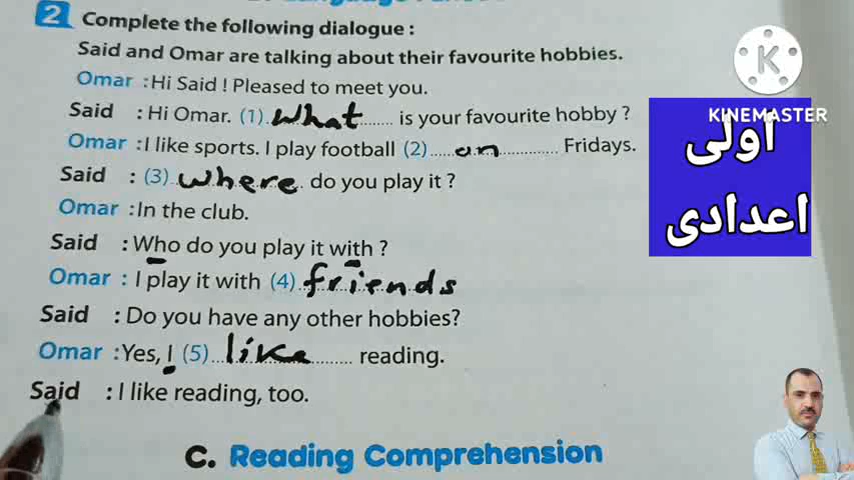 2 Complete the following dialogue :
Said and Omar are talking about their favourite hobbies.
Omar : Hi Said ! Pleased to meet you.
Said : Hi Omar. (1) What is your favourite hobby ?
Omar : I like sports. I play football (2) an Fridays.
Said : (3) where do you play it ?
Omar : In the club.
Said : Who do you play it with ?
Omar : I play it with (4) friends
Said : Do you have any other hobbies?
Omar : Yes, I (5) like reading.
Said : I like reading, too.
C. Reading Comprehension
KINEMASTER
أولى
اعدادى